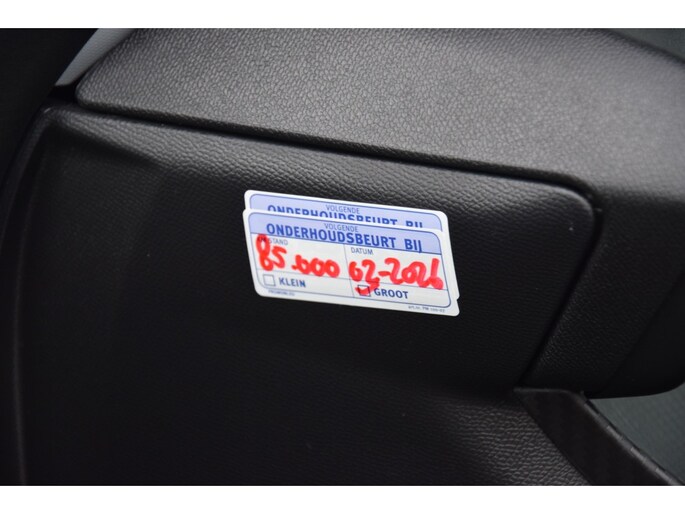 VOLGENDE
ONDERHOUDSBEURT BIJ
VOLGENDE
ONDERHOUDSBEURT BIJ
STAND DATUM
85.000 02-2026
KLEIN GROOT